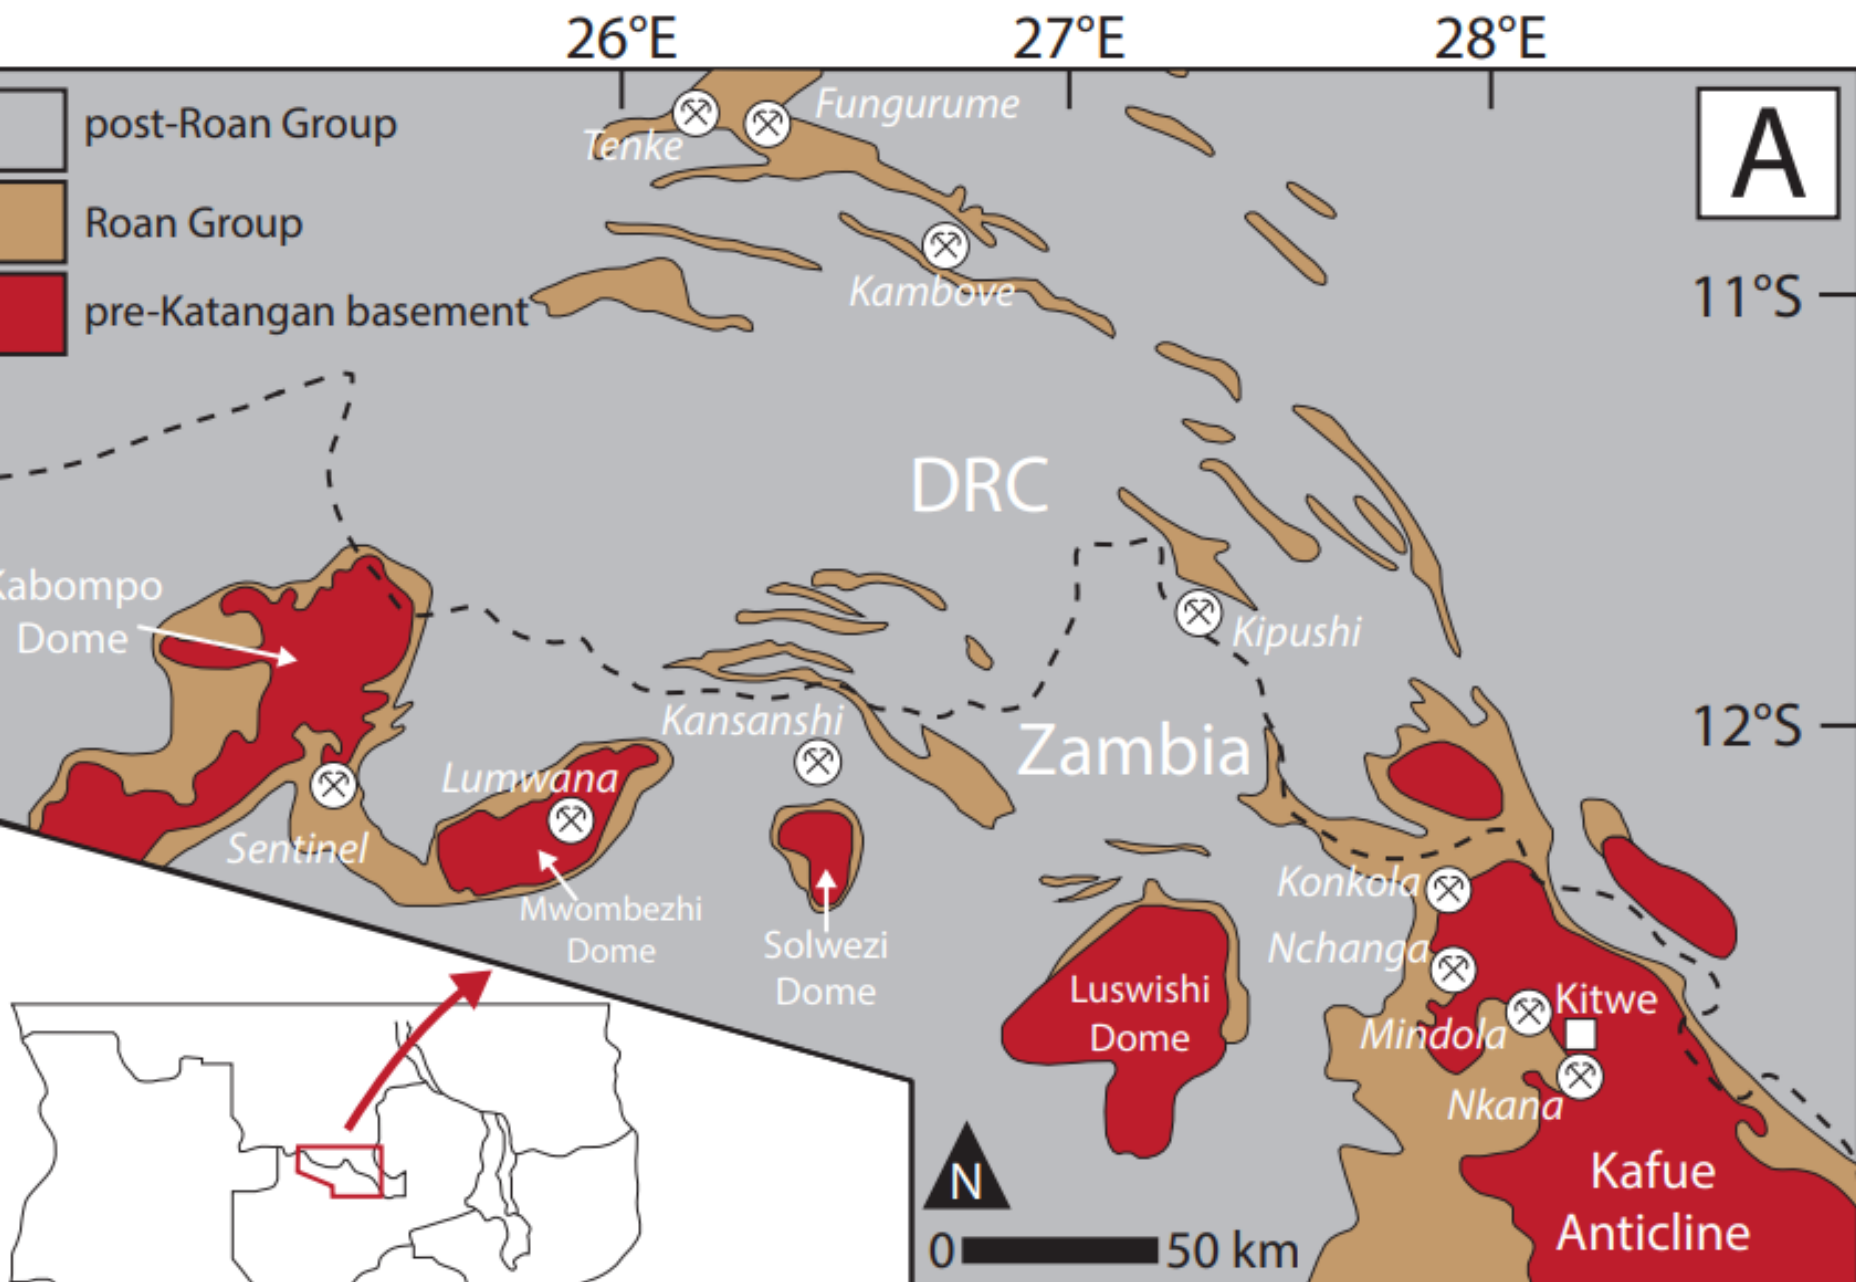 26°E
27°E
28°E
post-Roan Group
Roan Group
pre-Katangan basement
Tenke
Fungurume
Kambove
A
11°S
DRC
Kabompo
Dome
Kipushi
Kansanshi
Zambia
12°S
Lumwana
Sentinel
Mwombezhi
Dome
Solwezi
Dome
Luswishi
Dome
Konkola
Nchanga
Kitwe
Mindola
Nkana
Kafue
Anticline
N
0
50 km